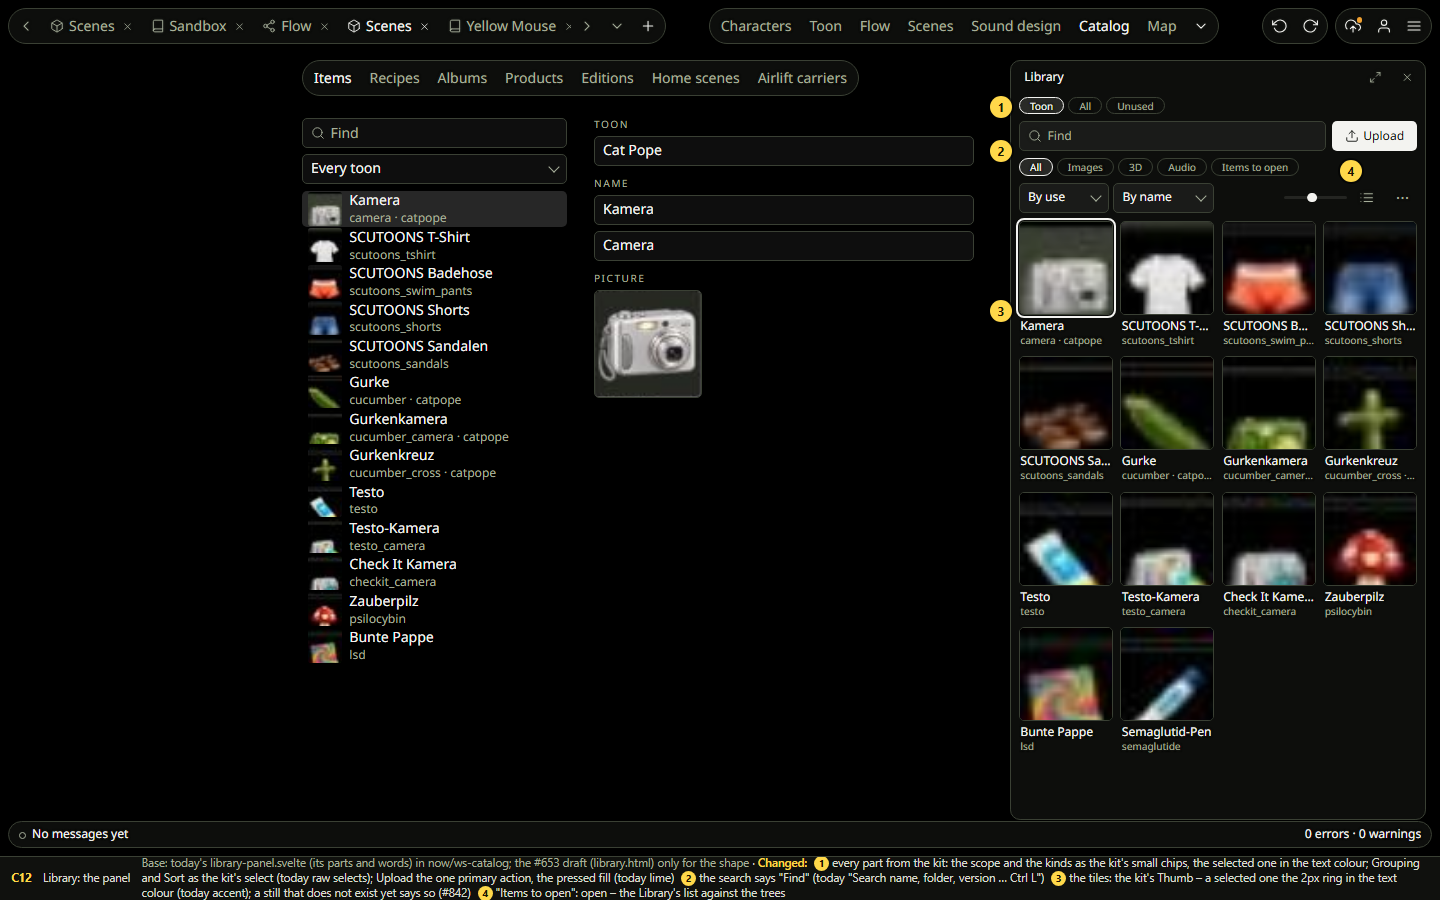 Scenes × Sandbox × Flow × Scenes × Yellow Mouse ×
Characters Toon Flow Scenes Sound design Catalog Map
Items Recipes Albums Products Editions Home scenes Airlift carriers
Find
Every toon
Kamera
camera · catpope
SCUTOONS T-Shirt
scutoons_tshirt
SCUTOONS Badehose
scutoons_swim_pants
SCUTOONS Shorts
scutoons_shorts
SCUTOONS Sandalen
scutoons_sandals
Gurke
cucumber · catpope
Gurkenkamera
cucumber_camera · catpope
Gurkenkreuz
cucumber_cross · catpope
Testo
testo
Testo-Kamera
testo_camera
Check It Kamera
checkit_camera
Zauberpilz
psilocybin
Bunte Pappe
lsd
TOON
Cat Pope
NAME
Kamera
Camera
PICTURE
Library
1 Toon All Unused
Find Upload
2
All Images 3D Audio Items to open
4
By use By name
3
Kamera SCUTOONS T-... SCUTOONS B... SCUTOONS Sh...
camera · catpope scutoons_tshirt scutoons_swim_p... scutoons_shorts
SCUTOONS Sa... Gurke Gurkenkamera Gurkenkreuz
scutoons_sandals cucumber · catpo... cucumber_camer... cucumber_cross ·...
Testo Testo-Kamera Check It Kame... Zauberpilz
testo testo_camera checkit_camera psilocybin
Bunte Pappe Semaglutid-Pen
lsd semaglutide
No messages yet 0 errors · 0 warnings
C12 Library: the panel
Base: today's library-panel.svelte (its parts and words) in now/ws-catalog; the #653 draft (library.html) only for the shape · Changed: 1 every part from the kit: the scope and the kinds as the kit's small chips, the selected one in the text colour; Grouping
and Sort as the kit's select (today raw selects); Upload the one primary action, the pressed fill (today lime) 2 the search says "Find" (today "Search name, folder, version ... Ctrl L") 3 the tiles: the kit's Thumb – a selected one the 2px ring in the text
colour (today accent); a still that does not exist yet says so (#842) 4 "Items to open": open – the Library's list against the trees